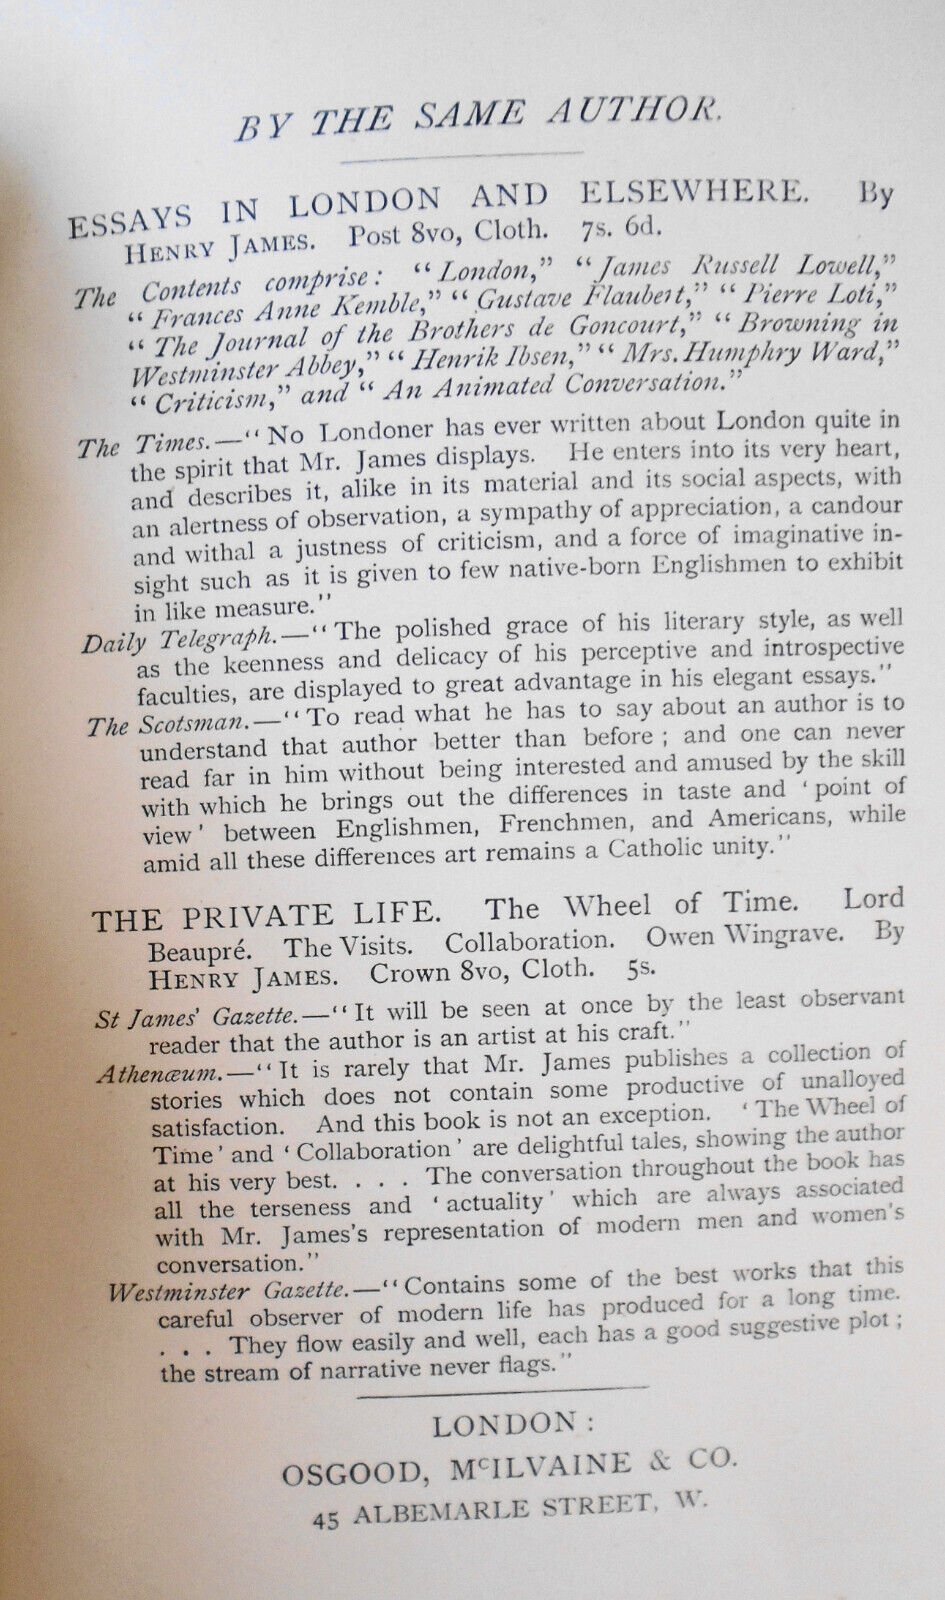 BY THE SAME AUTHOR.
ESSAYS IN LONDON AND ELSEWHERE. By
HENRY JAMES. Post 8vo, Cloth. 7s. 6d.
The Contents comprise: "London," "James Russell Lowell,"
"Frances Anne Kemble," "Gustave Flaubert," "Pierre Loti,"
"The Journal of the Brothers de Goncourt," "Browning in
Westminster Abbey," "Henrik Ibsen," "Mrs. Humphry Ward,"
"Criticism," and "An Animated Conversation."
The Times.—"No Londoner has ever written about London quite in
the spirit that Mr. James displays. He enters into its very heart,
and describes it, alike in its material and its social aspects, with
an alertness of observation, a sympathy of appreciation, a candour
and withal a justness of criticism, and a force of imaginative in-
sight such as it is given to few native-born Englishmen to exhibit
in like measure."
Daily Telegraph.—"The polished grace of his literary style, as well
as the keenness and delicacy of his perceptive and introspective
faculties, are displayed to great advantage in his elegant essays."
The Scotsman.—"To read what he has to say about an author is to
understand that author better than before; and one can never
read far in him without being interested and amused by the skill
with which he brings out the differences in taste and 'point of
view' between Englishmen, Frenchmen, and Americans, while
amid all these differences art remains a Catholic unity."
THE PRIVATE LIFE. The Wheel of Time. Lord
Beaupré. The Visits. Collaboration. Owen Wingrave. By
HENRY JAMES. Crown 8vo, Cloth. 5s.
St James' Gazette.—"It will be seen at once by the least observant
reader that the author is an artist at his craft."
Athenæum.—"It is rarely that Mr. James publishes a collection of
stories which does not contain some productive of unalloyed
satisfaction. And this book is not an exception. 'The Wheel of
Time' and 'Collaboration' are delightful tales, showing the author
at his very best. . . . The conversation throughout the book has
all the terseness and 'actuality' which are always associated
with Mr. James's representation of modern men and women's
conversation."
Westminster Gazette.—"Contains some of the best works that this
careful observer of modern life has produced for a long time.
. . . They flow easily and well, each has a good suggestive plot;
the stream of narrative never flags."
LONDON:
OSGOOD, McILVAINE & CO.
45 ALBEMARLE STREET, W.